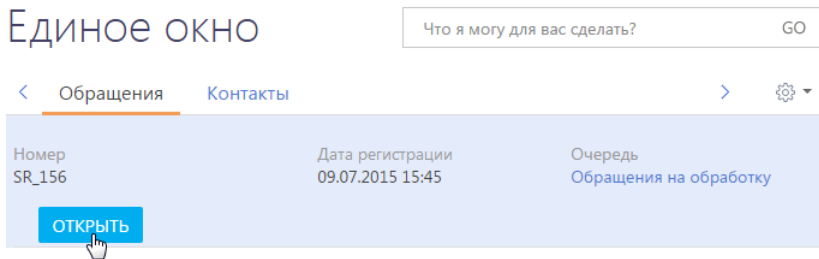 Единое окно
Что я могу для вас сделать? GO
Обращения Контакты
Номер Дата регистрации Очередь
SR_156 09.07.2015 15:45 Обращения на обработку
ОТКРЫТЬ